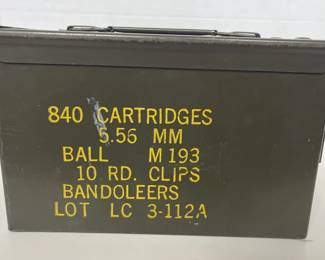 840 CARTRIDGES
5.56 MM
BALL M193
10 RD. CLIPS
BANDOLEERS
LOT LC 3-112A